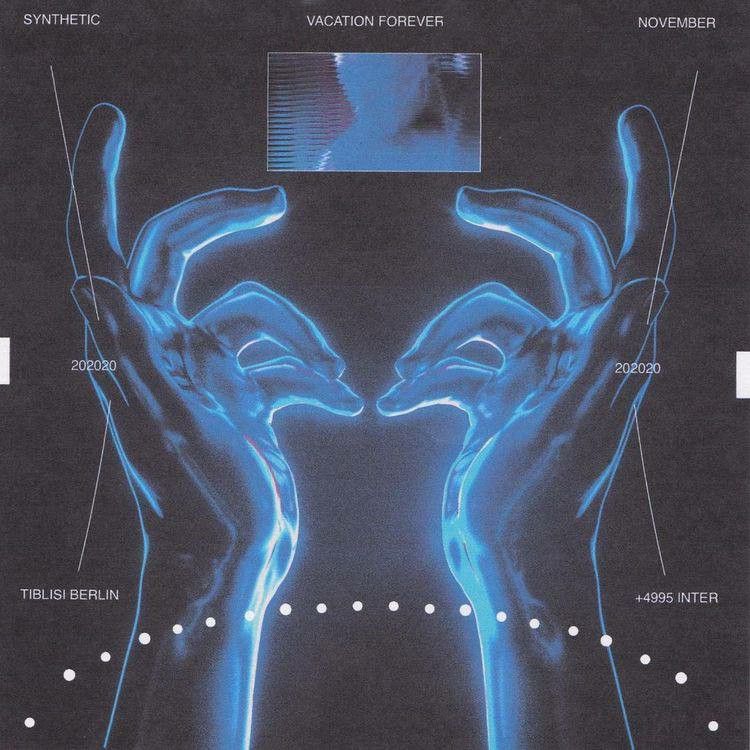 SYNTHETIC
VACATION FOREVER
NOVEMBER
202020
202020
TIBLISI BERLIN
+4995 INTER